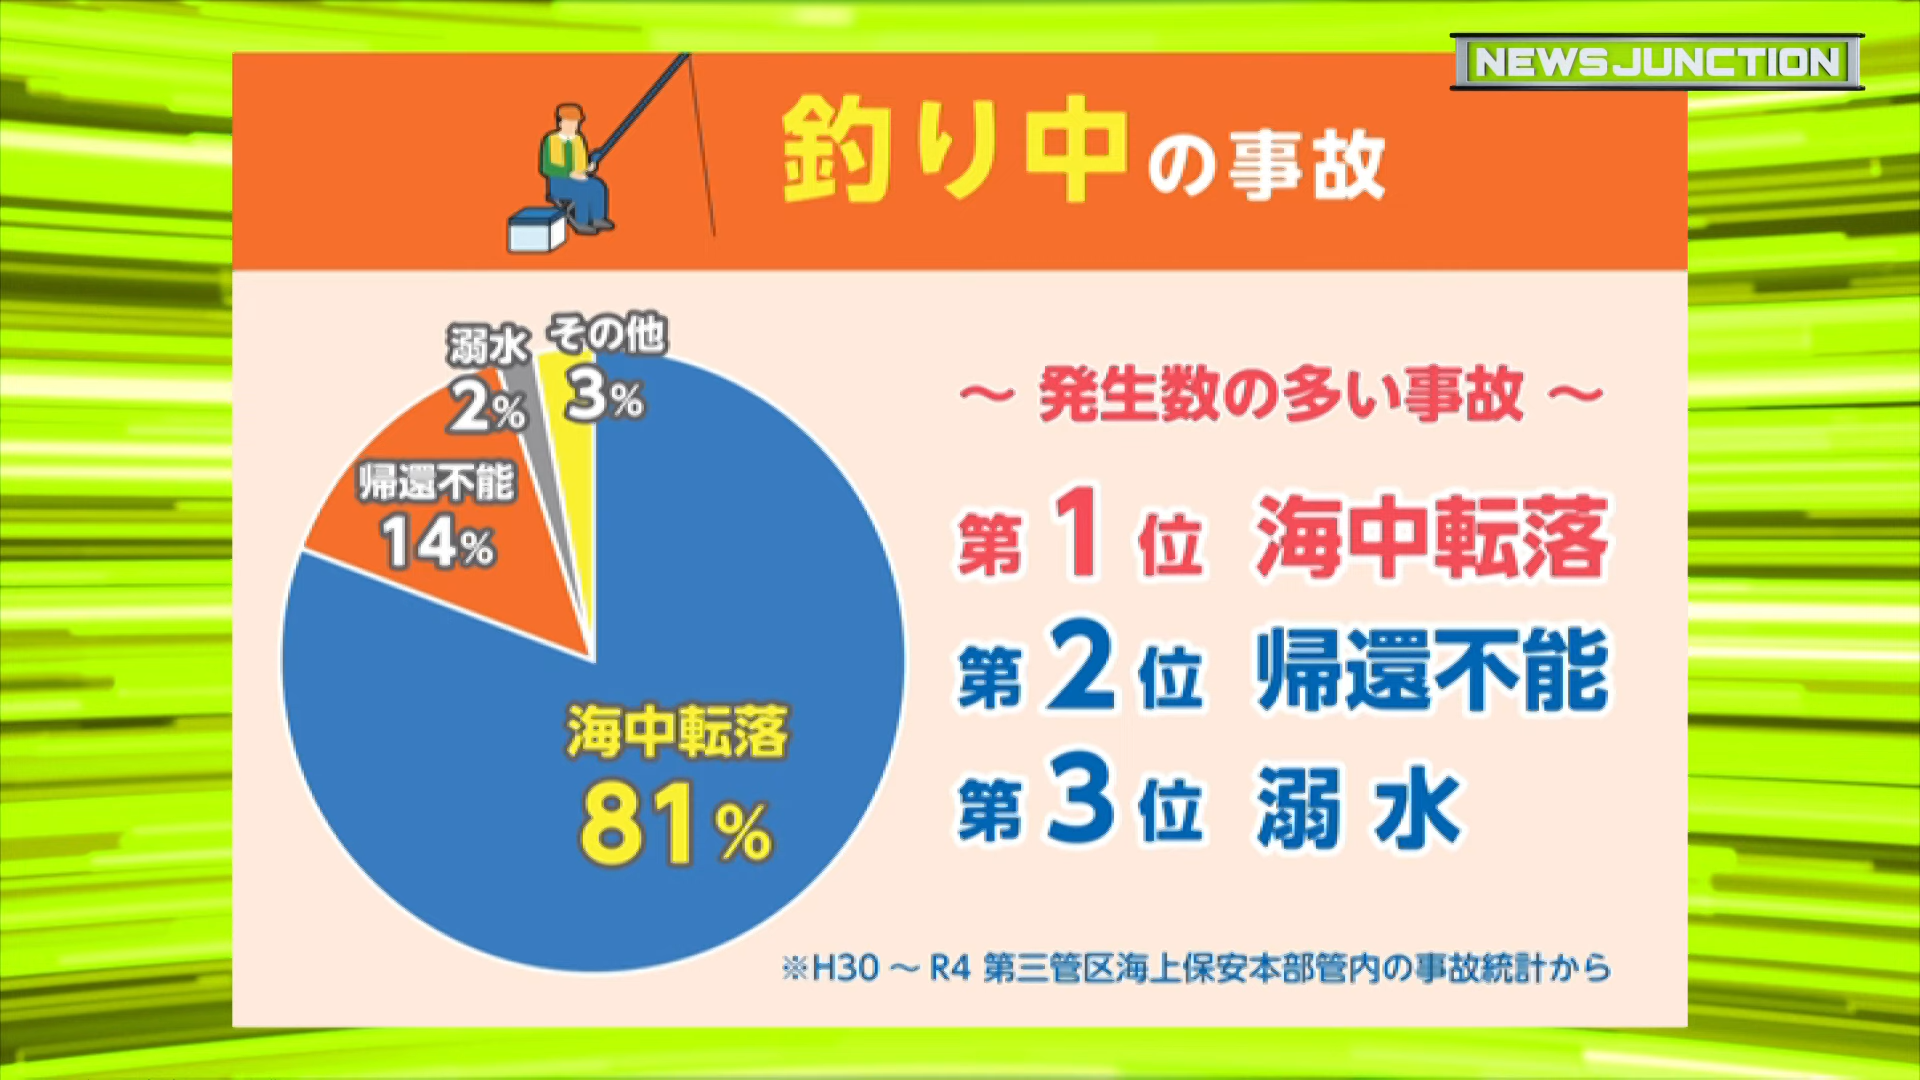 NEWS JUNCTION
釣り中の事故
溺水
2%
その他
3%
帰還不能
14%
海中転落
81%
～ 発生数の多い事故 ～
第1位 海中転落
第2位 帰還不能
第3位 溺水
※H30～R4 第三管区海上保安本部管内の事故統計から